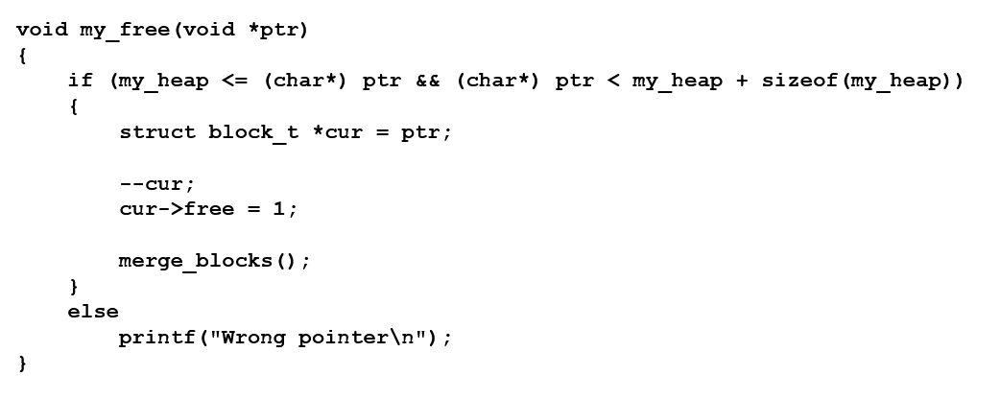 void my_free(void *ptr)
{
    if (my_heap <= (char*) ptr && (char*) ptr < my_heap + sizeof(my_heap))
    {
        struct block_t *cur = ptr;

        --cur;
        cur->free = 1;

        merge_blocks();
    }
    else
        printf("Wrong pointer\n");
}